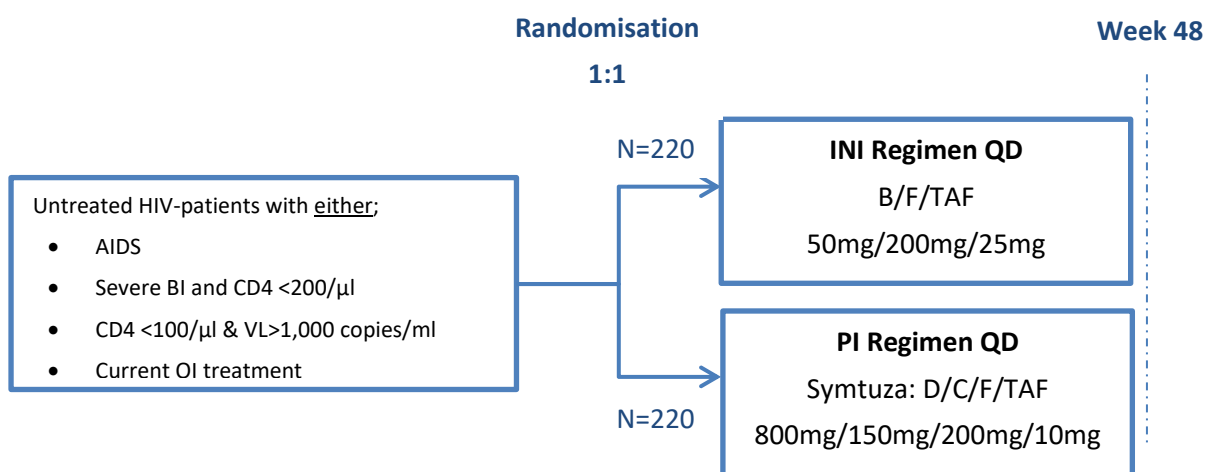 Randomisation
1:1
Week 48
Untreated HIV-patients with either;
• AIDS
• Severe BI and CD4 <200/µl
• CD4 <100/µl & VL>1,000 copies/ml
• Current OI treatment
N=220
INI Regimen QD
B/F/TAF
50mg/200mg/25mg
N=220
PI Regimen QD
Symtuza: D/C/F/TAF
800mg/150mg/200mg/10mg